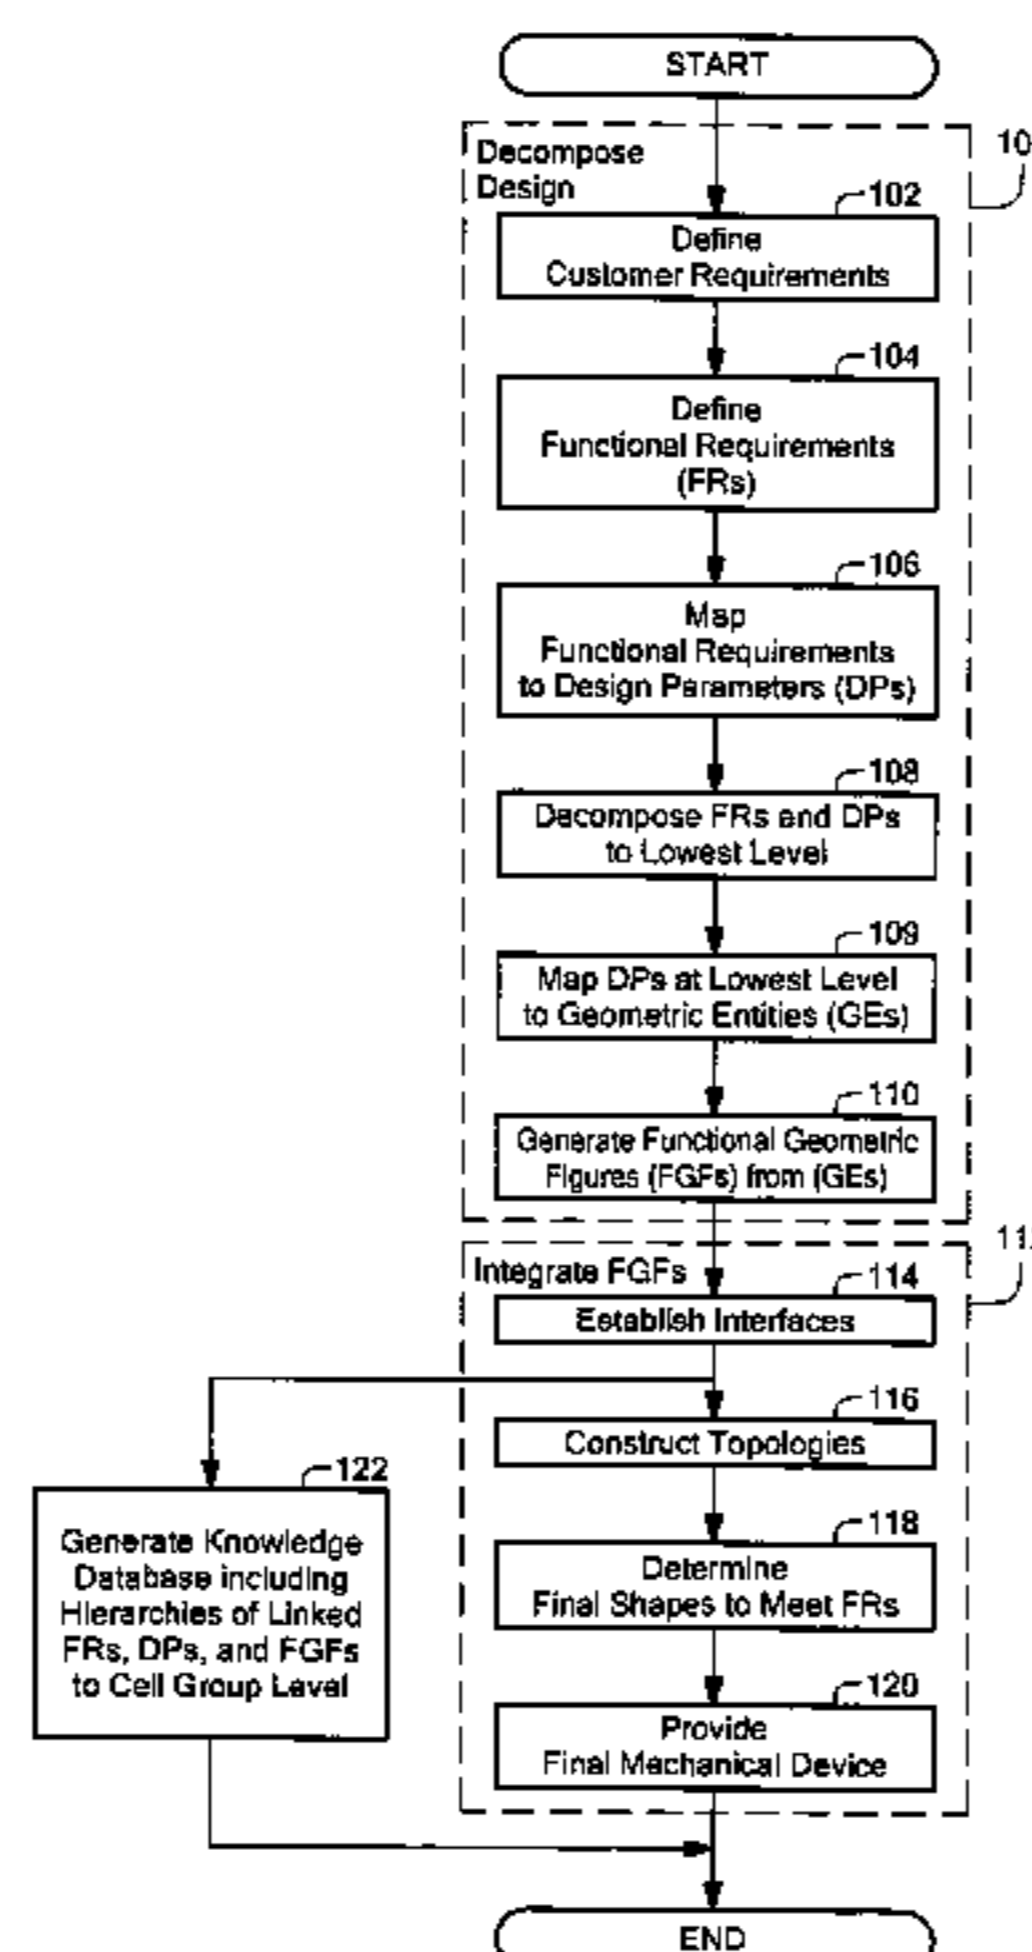 START
Decompose
Design
10
102
Define
Customer Requirements
104
Define
Functional Requirements
(FRs)
106
Map
Functional Requirements
to Design Parameters (DPs)
108
Decompose FRs and DPs
to Lowest Level
109
Map DPs at Lowest Level
to Geometric Entities (GEs)
110
Generate Functional Geometric
Figures (FGFs) from (GEs)
Integrate FGFs
114
Establish Interfaces
116
Construct Topologies
122
Generate Knowledge
Database including
Hierarchies of Linked
FRs, DPs, and FGFs
to Cell Group Level
118
Determine
Final Shapes to Meet FRs
120
Provide
Final Mechanical Device
END